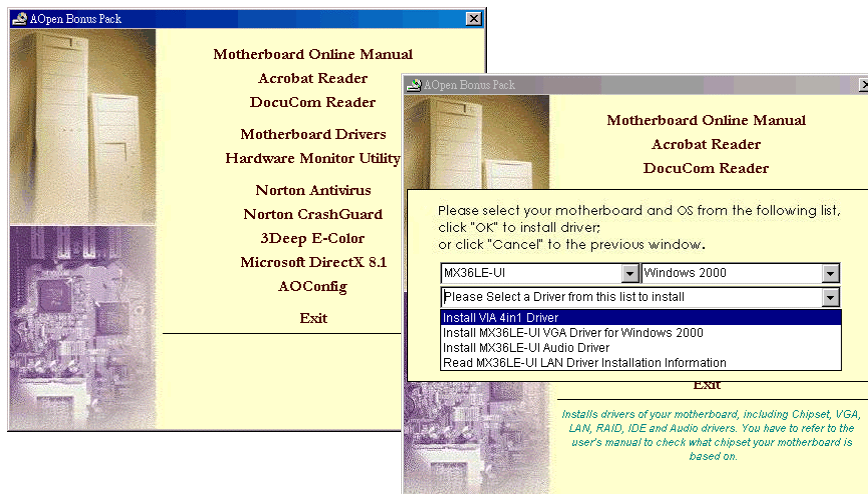 AOpen Bonus Pack
Motherboard Online Manual
Acrobat Reader
DocuCom Reader
Motherboard Drivers
Hardware Monitor Utility
Norton Antivirus
Norton CrashGuard
3Deep E-Color
Microsoft DirectX 8.1
AOConfig
Exit
AOpen Bonus Pack
Motherboard Online Manual
Acrobat Reader
DocuCom Reader
Please select your motherboard and OS from the following list,
click "OK" to install driver;
or click "Cancel" to the previous window.
MX36LE-UI Windows 2000
Please Select a Driver from this list to install
Install VIA 4in1 Driver
Install MX36LE-UI VGA Driver for Windows 2000
Install MX36LE-UI Audio Driver
Read MX36LE-UI LAN Driver Installation Information
Exit
Installs drivers of your motherboard, including Chipset, VGA,
LAN, RAID, IDE and Audio drivers. You have to refer to the
user's manual to check what chipset your motherboard is
based on.